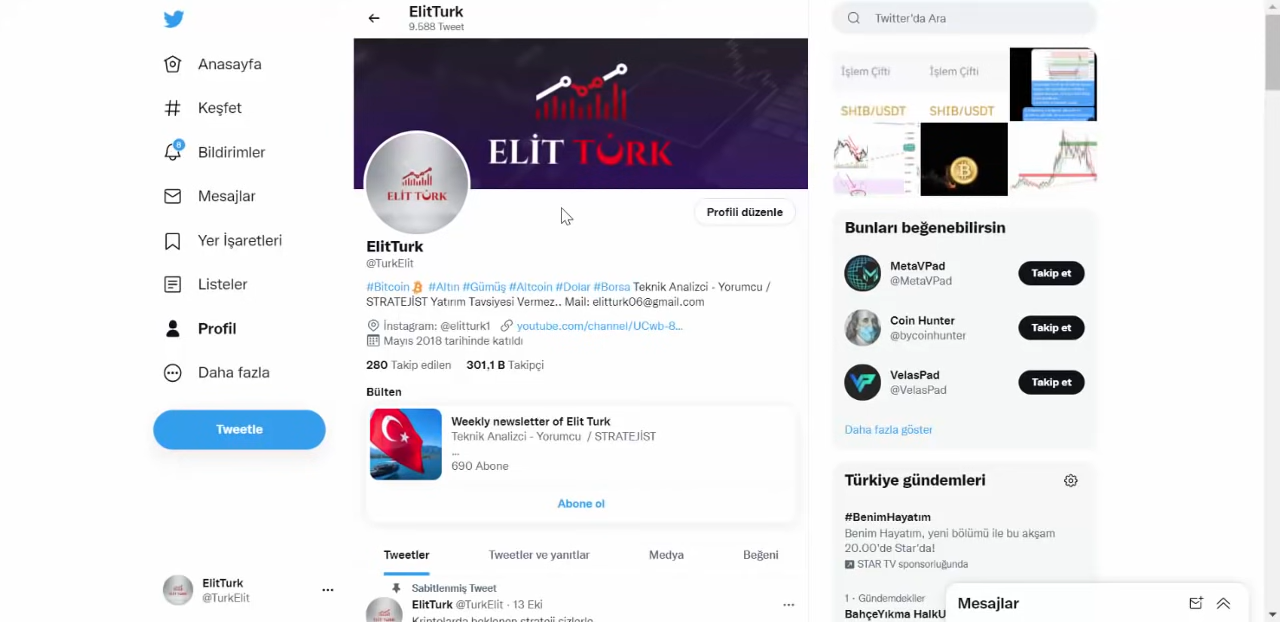 Anasayfa
Keşfet
8
Bildirimler
Mesajlar
Yer İşaretleri
Listeler
Profil
Daha fazla
Tweetle
ElitTurk
@TurkElit
ElitTurk
9.588 Tweet
ELİT TÜRK
ELİT TÜRK
Profili düzenle
ElitTurk
@TurkElit
#Bitcoin #Altın #Gümüş #Altcoin #Dolar #Borsa Teknik Analizci - Yorumcu /
STRATEJİST Yatırım Tavsiyesi Vermez.. Mail: elitturk06@gmail.com
İnstagram: @elitturk1 youtube.com/channel/UCwb-8...
Mayıs 2018 tarihinde katıldı
280 Takip edilen 301,1 B Takipçi
Bülten
Weekly newsletter of Elit Turk
Teknik Analizci - Yorumcu / STRATEJİST
...
690 Abone
Abone ol
Tweetler Tweetler ve yanıtlar Medya Beğeni
Sabitlenmiş Tweet
ElitTurk @TurkElit · 13 Eki
Kriptolarda beklenen strateji sizlerle
Twitter'da Ara
İşlem Çifti İşlem Çifti
SHIB/USDT SHIB/USDT
Bunları beğenebilirsin
MetaVPad
@MetaVPad
Takip et
Coin Hunter
@bycoinhunter
Takip et
VelasPad
@VelasPad
Takip et
Daha fazla göster
Türkiye gündemleri
#BenimHayatım
Benim Hayatım, yeni bölümü ile bu akşam
20.00'de Star'da!
STAR TV sponsorluğunda
1 - Gündemdekiler
BahçeYıkma HalkU
Mesajlar